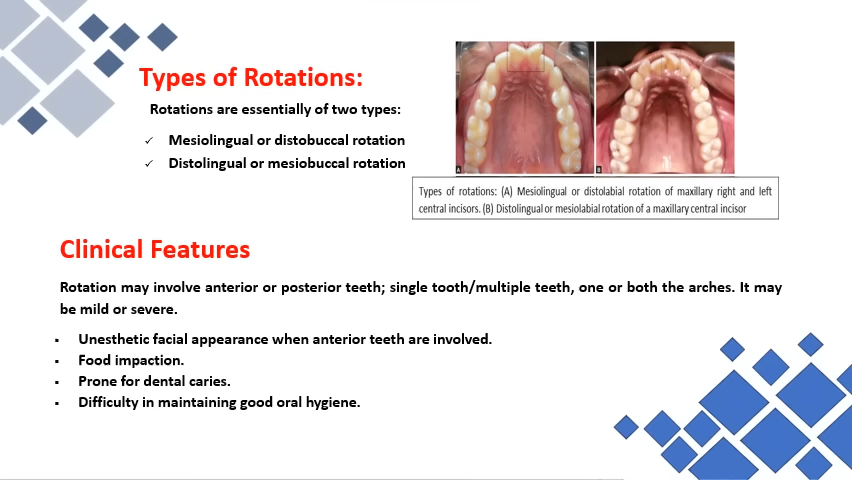 Types of Rotations:
Rotations are essentially of two types:
✓ Mesiolingual or distobuccal rotation
✓ Distolingual or mesiobuccal rotation
A
B
Types of rotations: (A) Mesiolingual or distolabial rotation of maxillary right and left
central incisors. (B) Distolingual or mesiolabial rotation of a maxillary central incisor
Clinical Features
Rotation may involve anterior or posterior teeth; single tooth/multiple teeth, one or both the arches. It may
be mild or severe.
▪ Unesthetic facial appearance when anterior teeth are involved.
▪ Food impaction.
▪ Prone for dental caries.
▪ Difficulty in maintaining good oral hygiene.